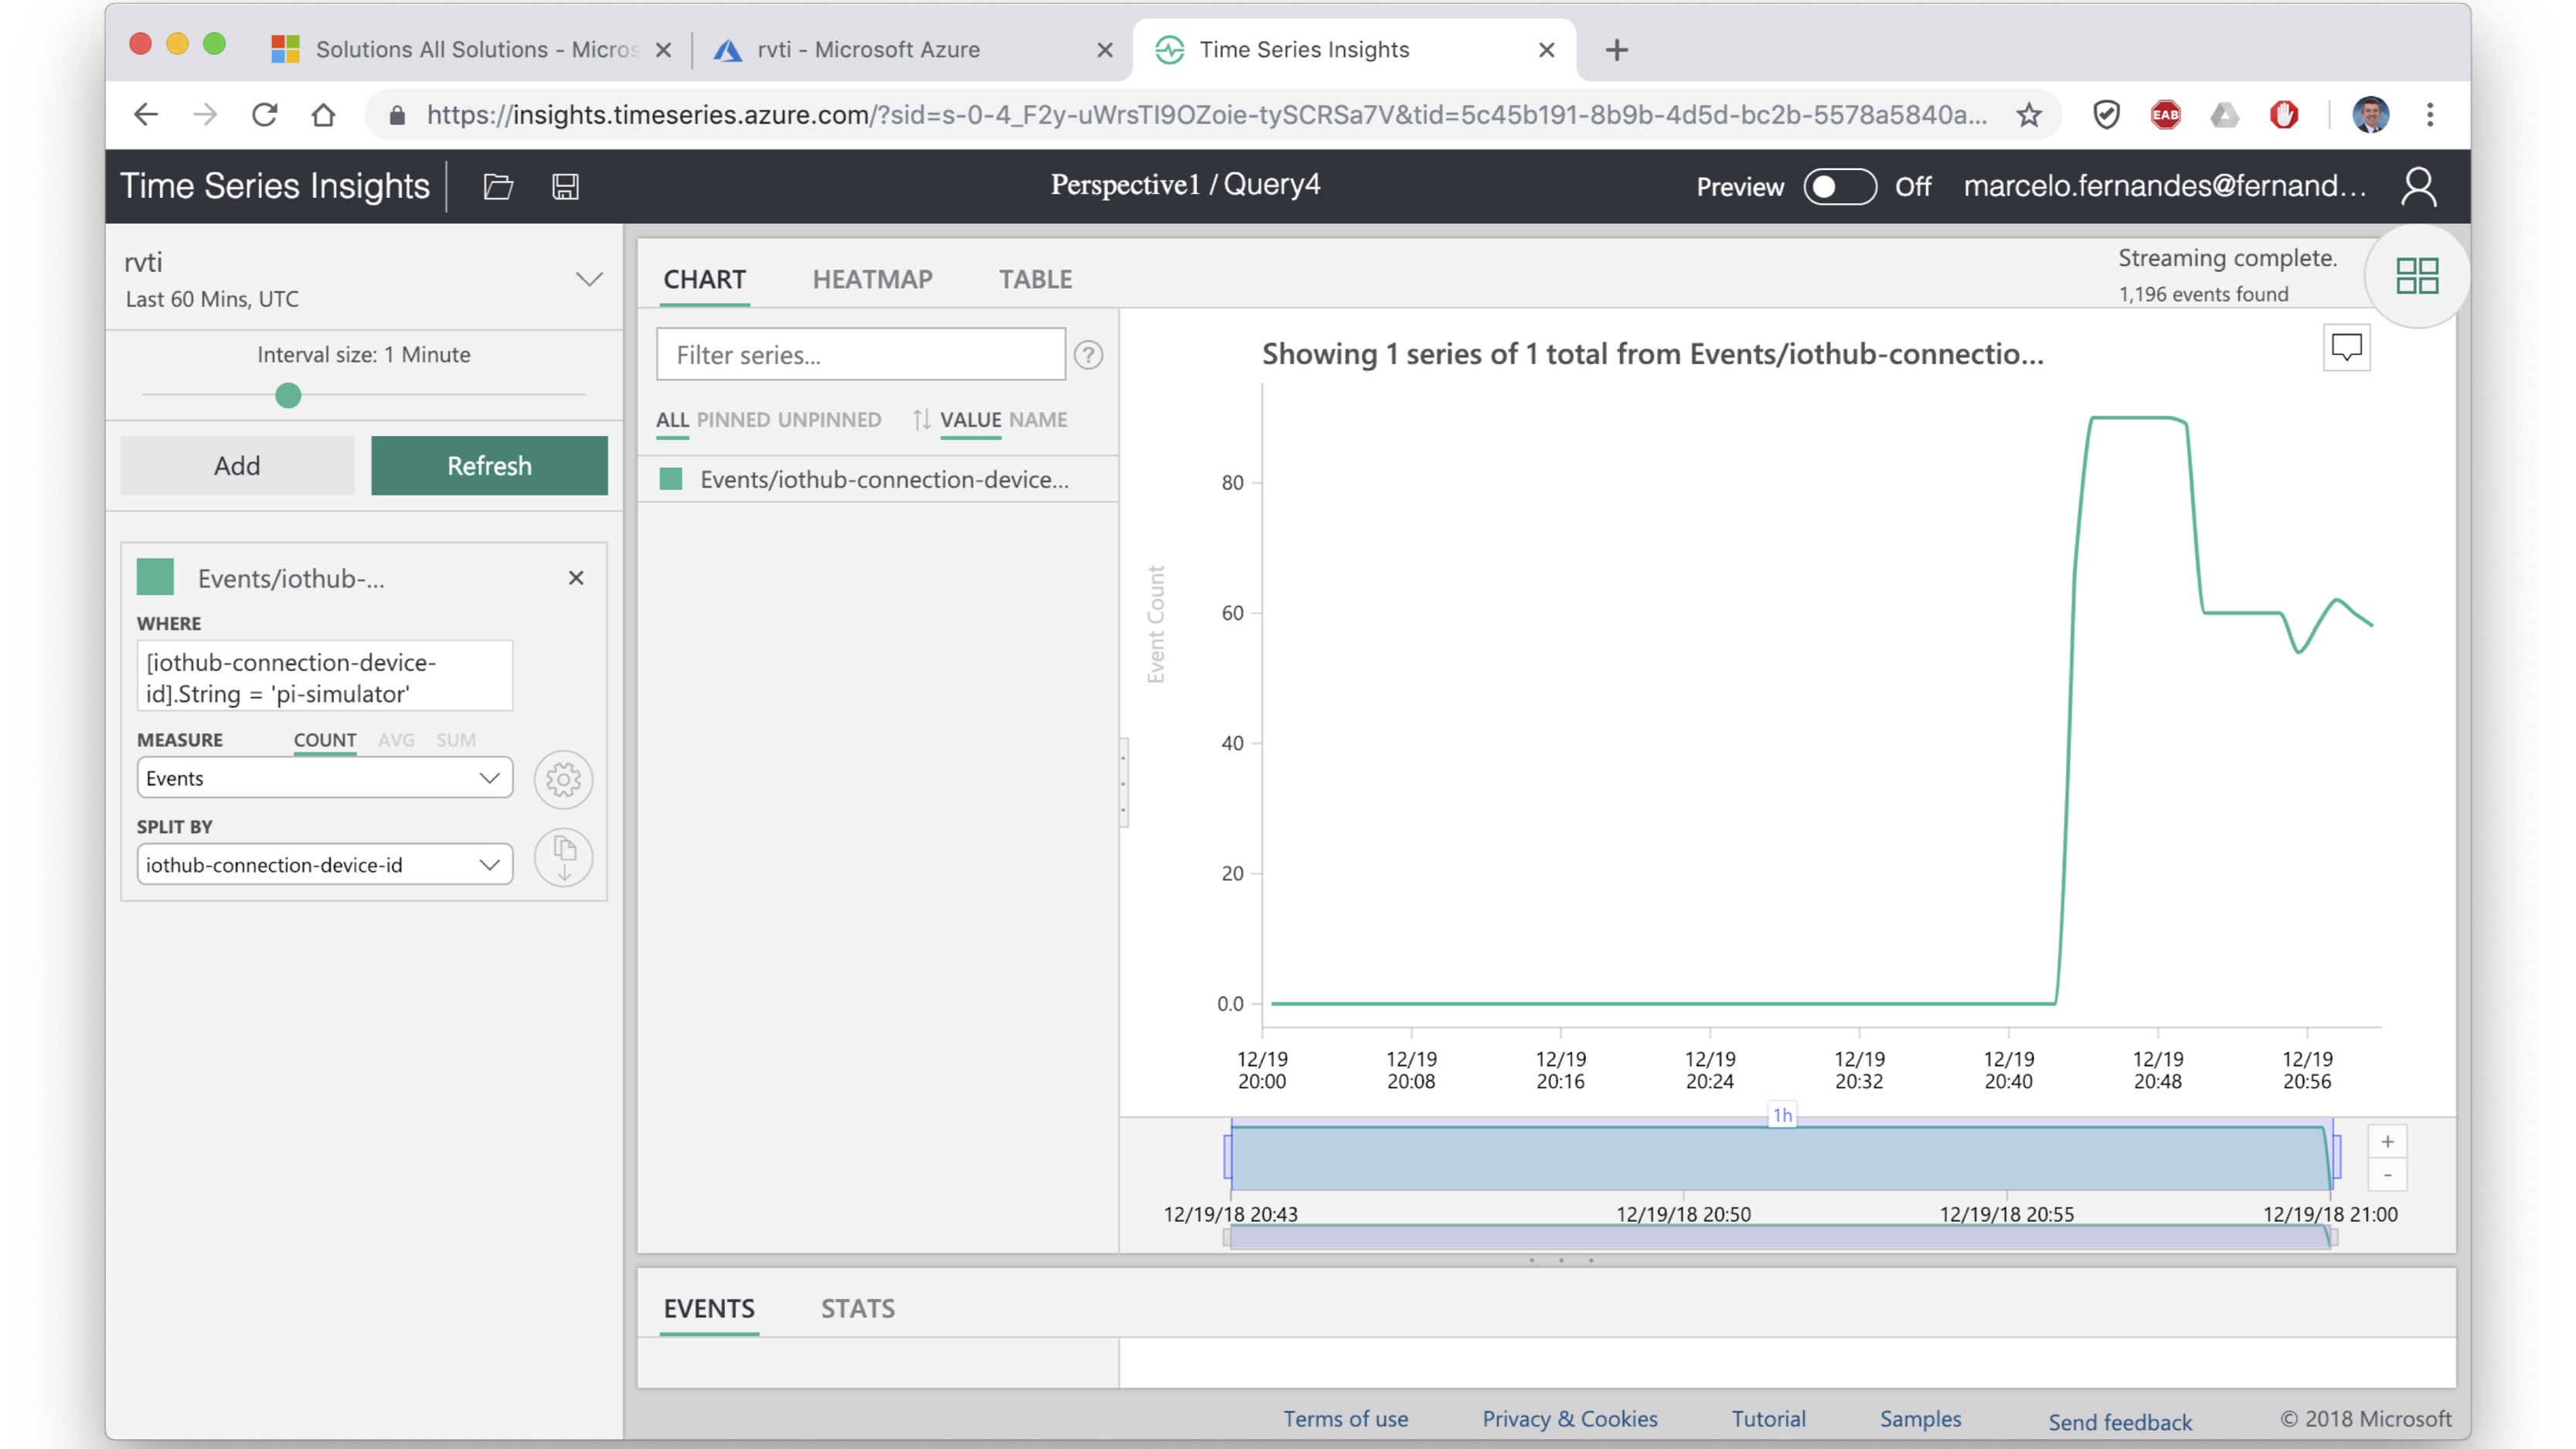 Solutions All Solutions - Micros
rvti - Microsoft Azure
Time Series Insights
https://insights.timeseries.azure.com/?sid=s-0-4_F2y-uWrsTI9OZoie-tySCRSa7V&tid=5c45b191-8b9b-4d5d-bc2b-5578a5840a...
EAB
Time Series Insights
Perspective1 / Query4
Preview Off marcelo.fernandes@fernand...
rvti
Last 60 Mins, UTC
Interval size: 1 Minute
Add Refresh
Events/iothub-...
WHERE
[iothub-connection-device-
id].String = 'pi-simulator'
MEASURE COUNT AVG SUM
Events
SPLIT BY
iothub-connection-device-id
CHART HEATMAP TABLE
Streaming complete.
1,196 events found
Filter series...
?
ALL PINNED UNPINNED VALUE NAME
Events/iothub-connection-device...
Showing 1 series of 1 total from Events/iothub-connectio...
Event Count
80
60
40
20
0.0
12/19 12/19 12/19 12/19 12/19 12/19 12/19 12/19
20:00 20:08 20:16 20:24 20:32 20:40 20:48 20:56
1h
+
-
12/19/18 20:43 12/19/18 20:50 12/19/18 20:55 12/19/18 21:00
EVENTS STATS
Terms of use Privacy & Cookies Tutorial Samples Send feedback © 2018 Microsoft